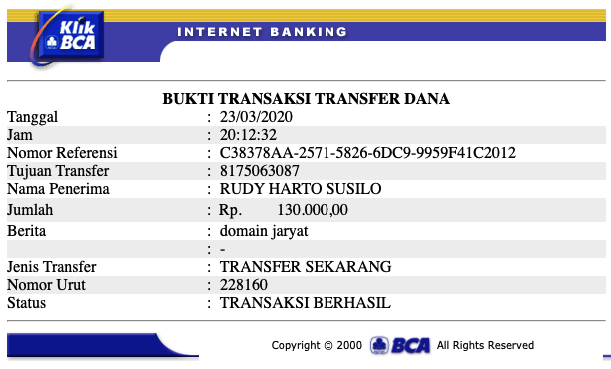 Klik
BCA
INTERNET BANKING
BUKTI TRANSAKSI TRANSFER DANA
Tanggal : 23/03/2020
Jam : 20:12:32
Nomor Referensi : C38378AA-2571-5826-6DC9-9959F41C2012
Tujuan Transfer : 8175063087
Nama Penerima : RUDY HARTO SUSILO
Jumlah : Rp. 130.000,00
Berita : domain jaryat
: -
Jenis Transfer : TRANSFER SEKARANG
Nomor Urut : 228160
Status : TRANSAKSI BERHASIL
Copyright © 2000 BCA All Rights Reserved